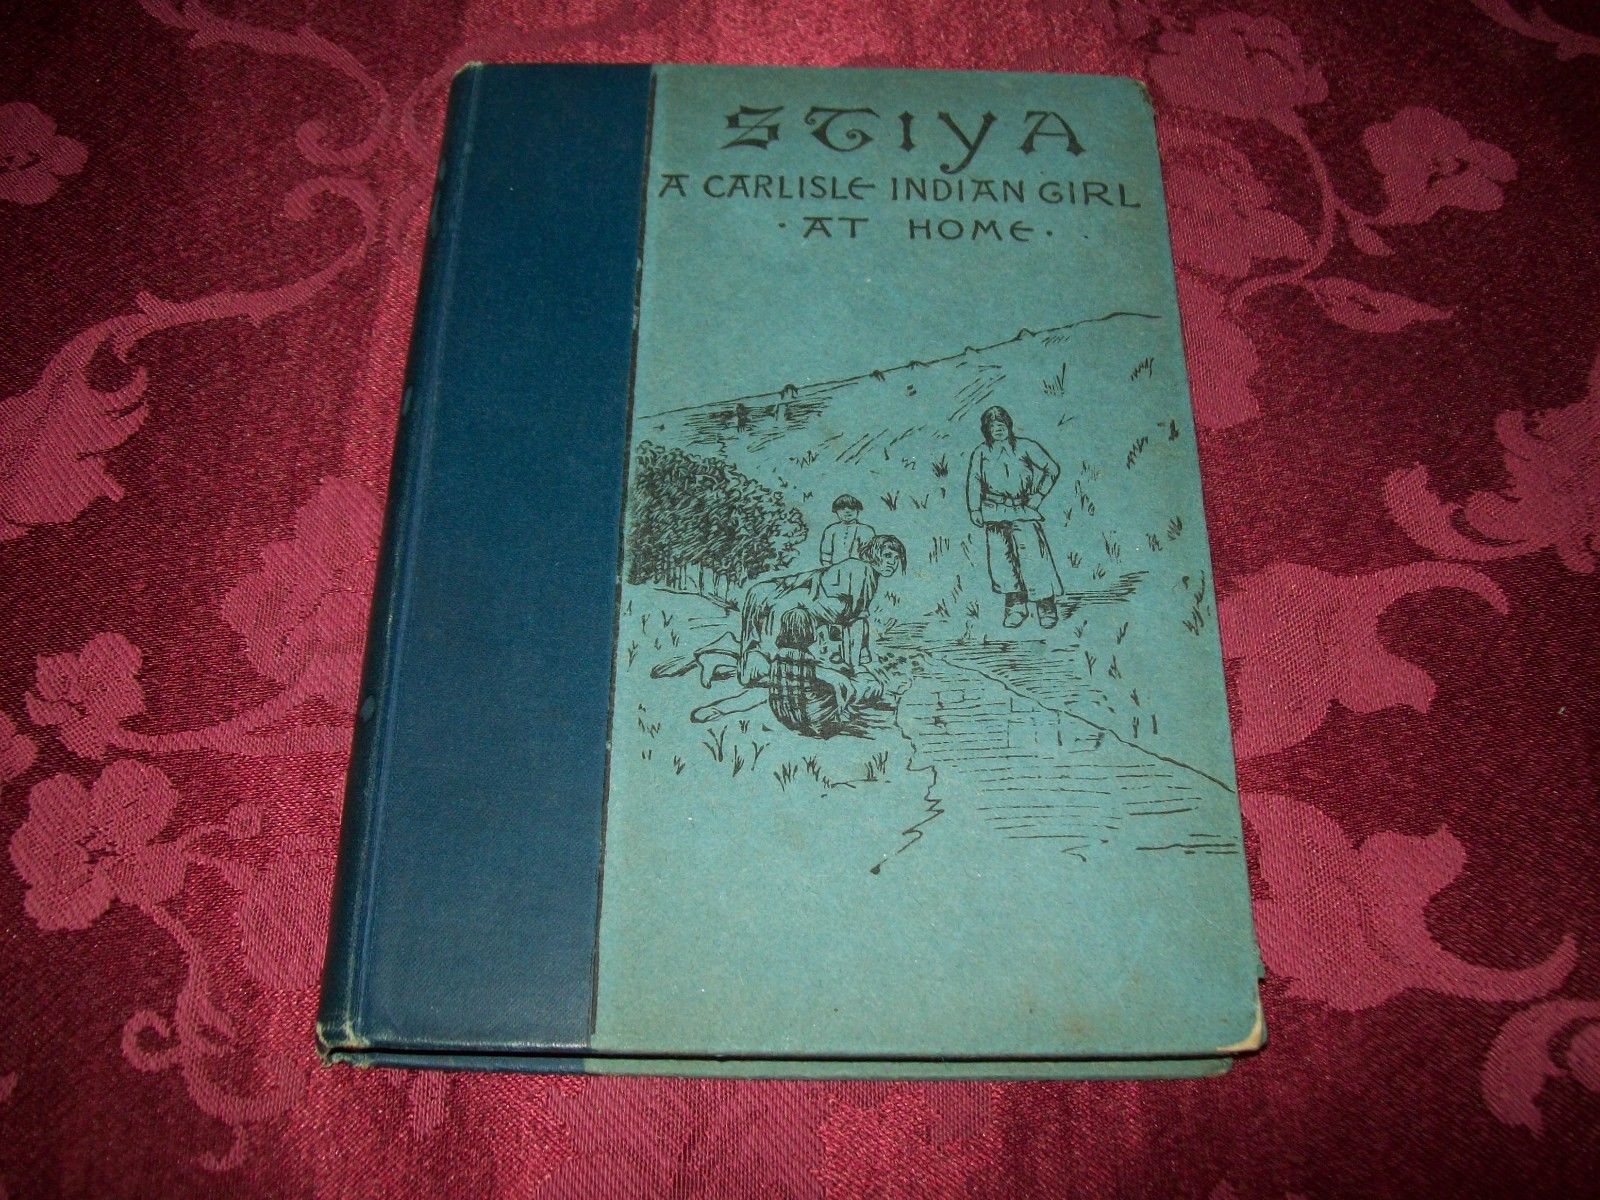 STIYA
A CARLISLE INDIAN GIRL
· AT HOME ·